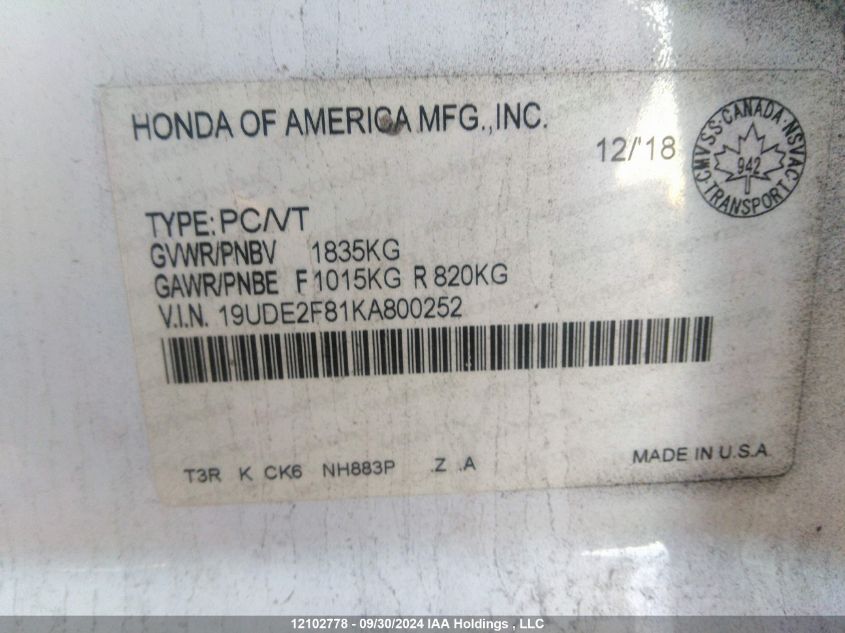 HONDA OF AMERICA MFG.,INC.
12/'18
CMVSS·CANADA·NSVAC
942
·TRANSPORT·
TYPE: PC/VT
GVWR/PNBV 1835KG
GAWR/PNBE F 1015KG R 820KG
V.I.N. 19UDE2F81KA800252
T3R K CK6 NH883P .Z .A
MADE IN U.S.A.
12102778 - 09/30/2024 IAA Holdings , LLC